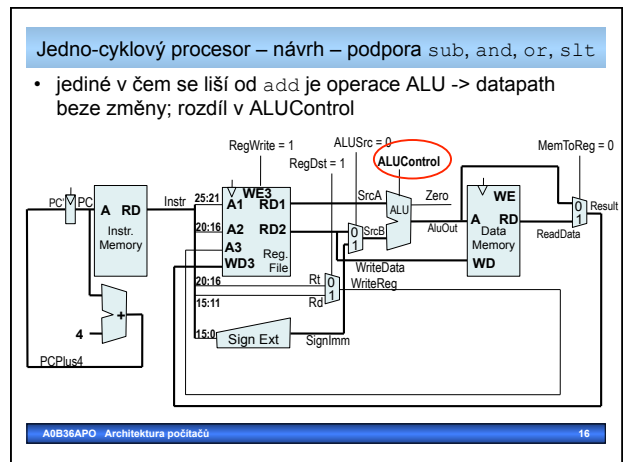 Jedno-cyklový procesor – návrh – podpora sub, and, or, slt
• jediné v čem se liší od add je operace ALU -> datapath
beze změny; rozdíl v ALUControl
RegWrite = 1
ALUSrc = 0
MemToReg = 0
RegDst = 1
ALUControl
PC'
PC
A RD
Instr.
Memory
Instr
25:21
WE3
A1 RD1
SrcA
Zero
WE
ALU
0
1
Result
20:16
A2 RD2
0
1
SrcB
AluOut
A RD
Data
Memory
ReadData
A3
Reg.
File
WD3
WriteData
WD
20:16
Rt
0
1
WriteReg
15:11
Rd
+
4
15:0
Sign Ext
SignImm
PCPlus4
A0B36APO Architektura počítačů
16